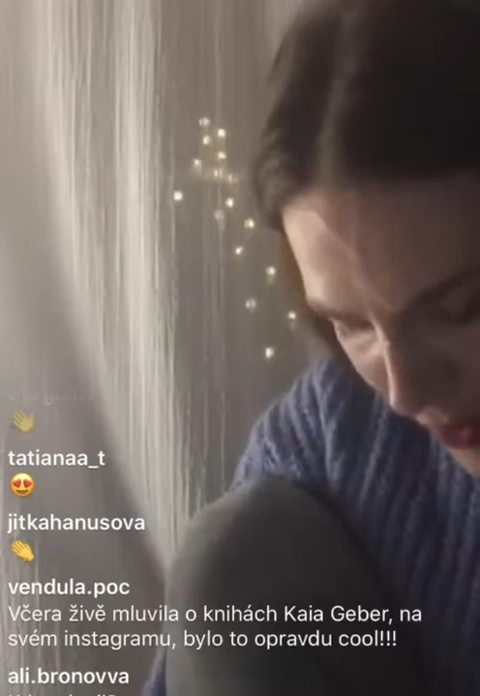 👋
tatianaa_t
😍
jitkahanusova
👏
vendula.poc
Včera živě mluvila o knihách Kaia Geber, na
svém instagramu, bylo to opravdu cool!!!
ali.bronovva